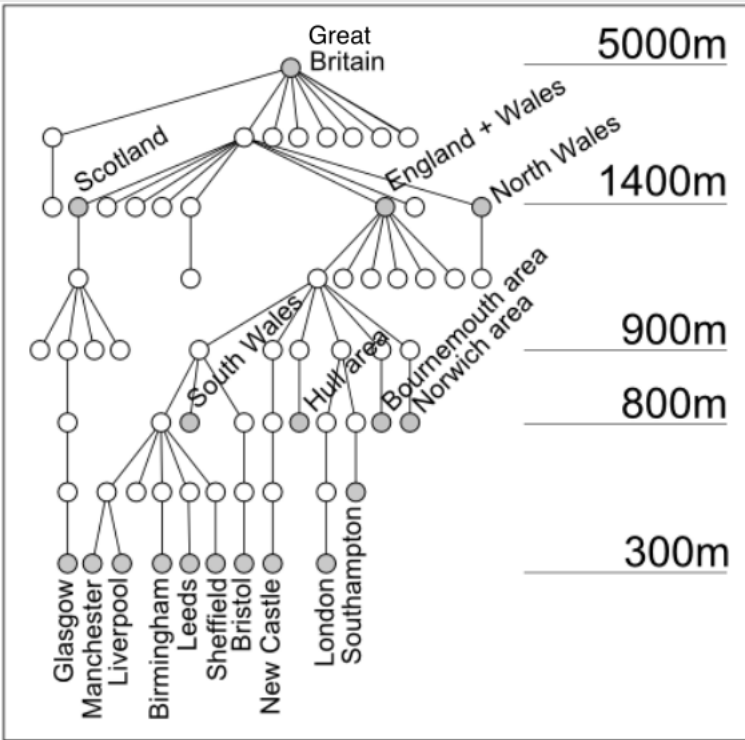 Great
Britain
5000m
Scotland
England + Wales
North Wales
1400m
South Wales
Hull area
Bournemouth area
Norwich area
900m
800m
300m
Glasgow
Manchester
Liverpool
Birmingham
Leeds
Sheffield
Bristol
New Castle
London
Southampton